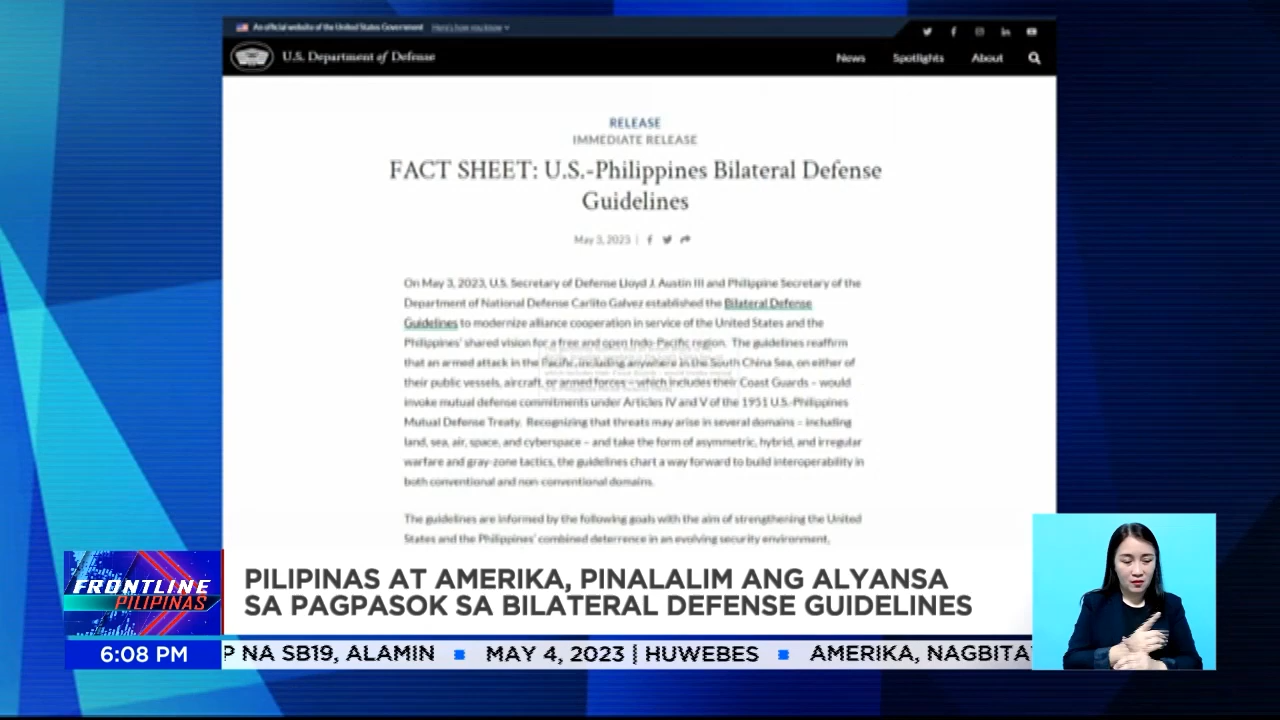 An official website of the United States Government Here's how you know
U.S. Department of Defense
News Spotlights About
RELEASE
IMMEDIATE RELEASE
FACT SHEET: U.S.-Philippines Bilateral Defense
Guidelines
May 3, 2023 |
On May 3, 2023, U.S. Secretary of Defense Lloyd J. Austin III and Philippine Secretary of the
Department of National Defense Carlito Galvez established the Bilateral Defense
Guidelines to modernize alliance cooperation in service of the United States and the
Philippines' shared vision for a free and open Indo-Pacific region. The guidelines reaffirm
that an armed attack in the Pacific, including anywhere in the South China Sea, on either of
their public vessels, aircraft, or armed forces – which includes their Coast Guards – would
invoke mutual defense commitments under Articles IV and V of the 1951 U.S.-Philippines
Mutual Defense Treaty. Recognizing that threats may arise in several domains – including
land, sea, air, space, and cyberspace – and take the form of asymmetric, hybrid, and irregular
warfare and gray-zone tactics, the guidelines chart a way forward to build interoperability in
both conventional and non-conventional domains.
The guidelines are informed by the following goals with the aim of strengthening the United
States and the Philippines' combined deterrence in an evolving security environment,
FRONTLINE
PILIPINAS
PILIPINAS AT AMERIKA, PINALALIM ANG ALYANSA
SA PAGPASOK SA BILATERAL DEFENSE GUIDELINES
6:08 PM
P NA SB19, ALAMIN MAY 4, 2023 | HUWEBES AMERIKA, NAGBITA